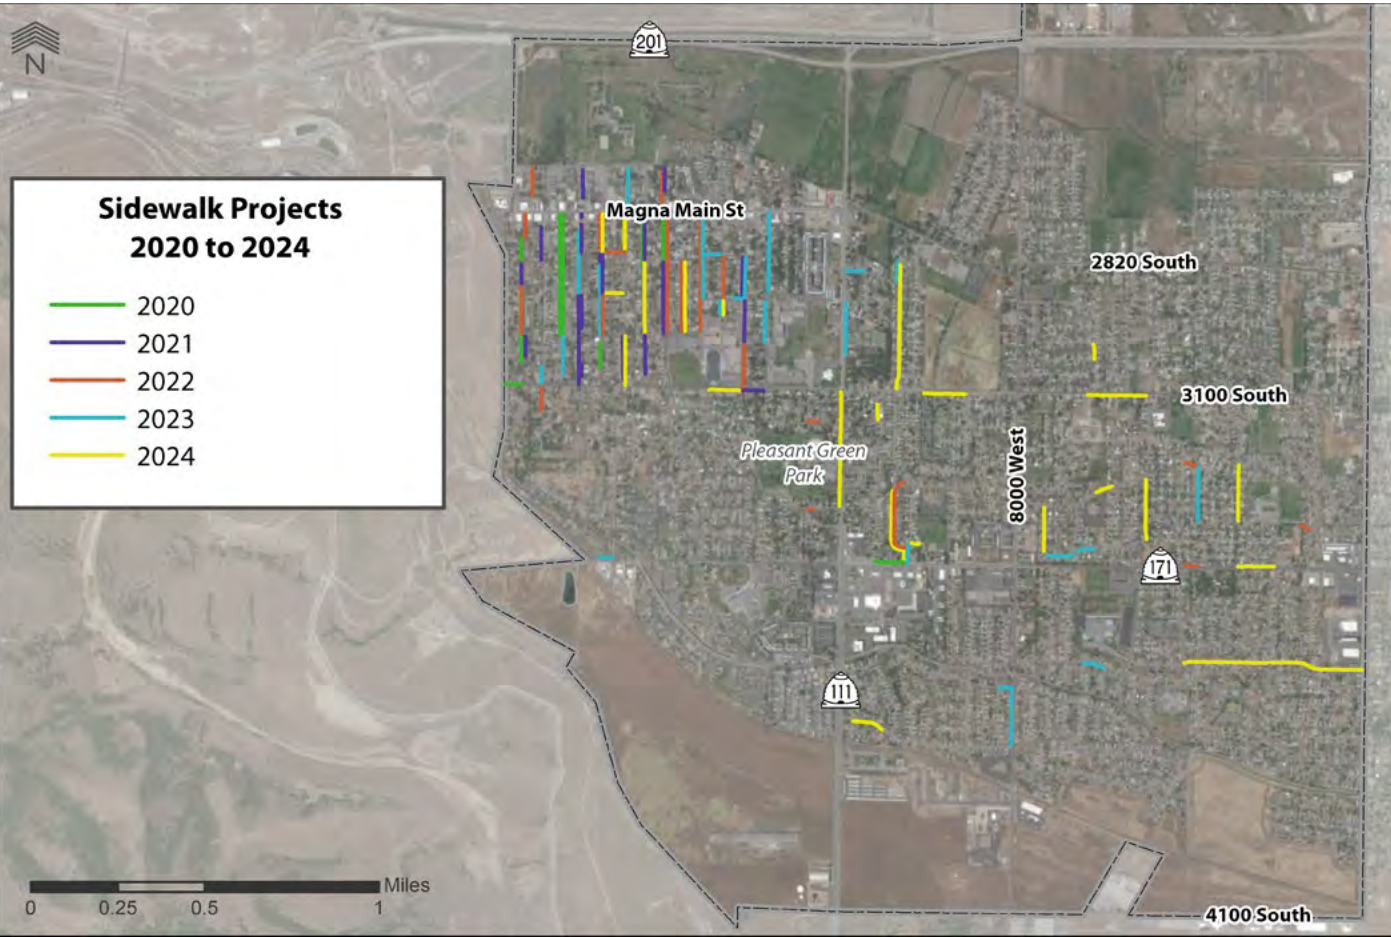 N
201
Sidewalk Projects
2020 to 2024
2020
2021
2022
2023
2024
Magna Main St
2820 South
3100 South
Pleasant Green
Park
8000 West
171
111
Miles
0 0.25 0.5 1
4100 South